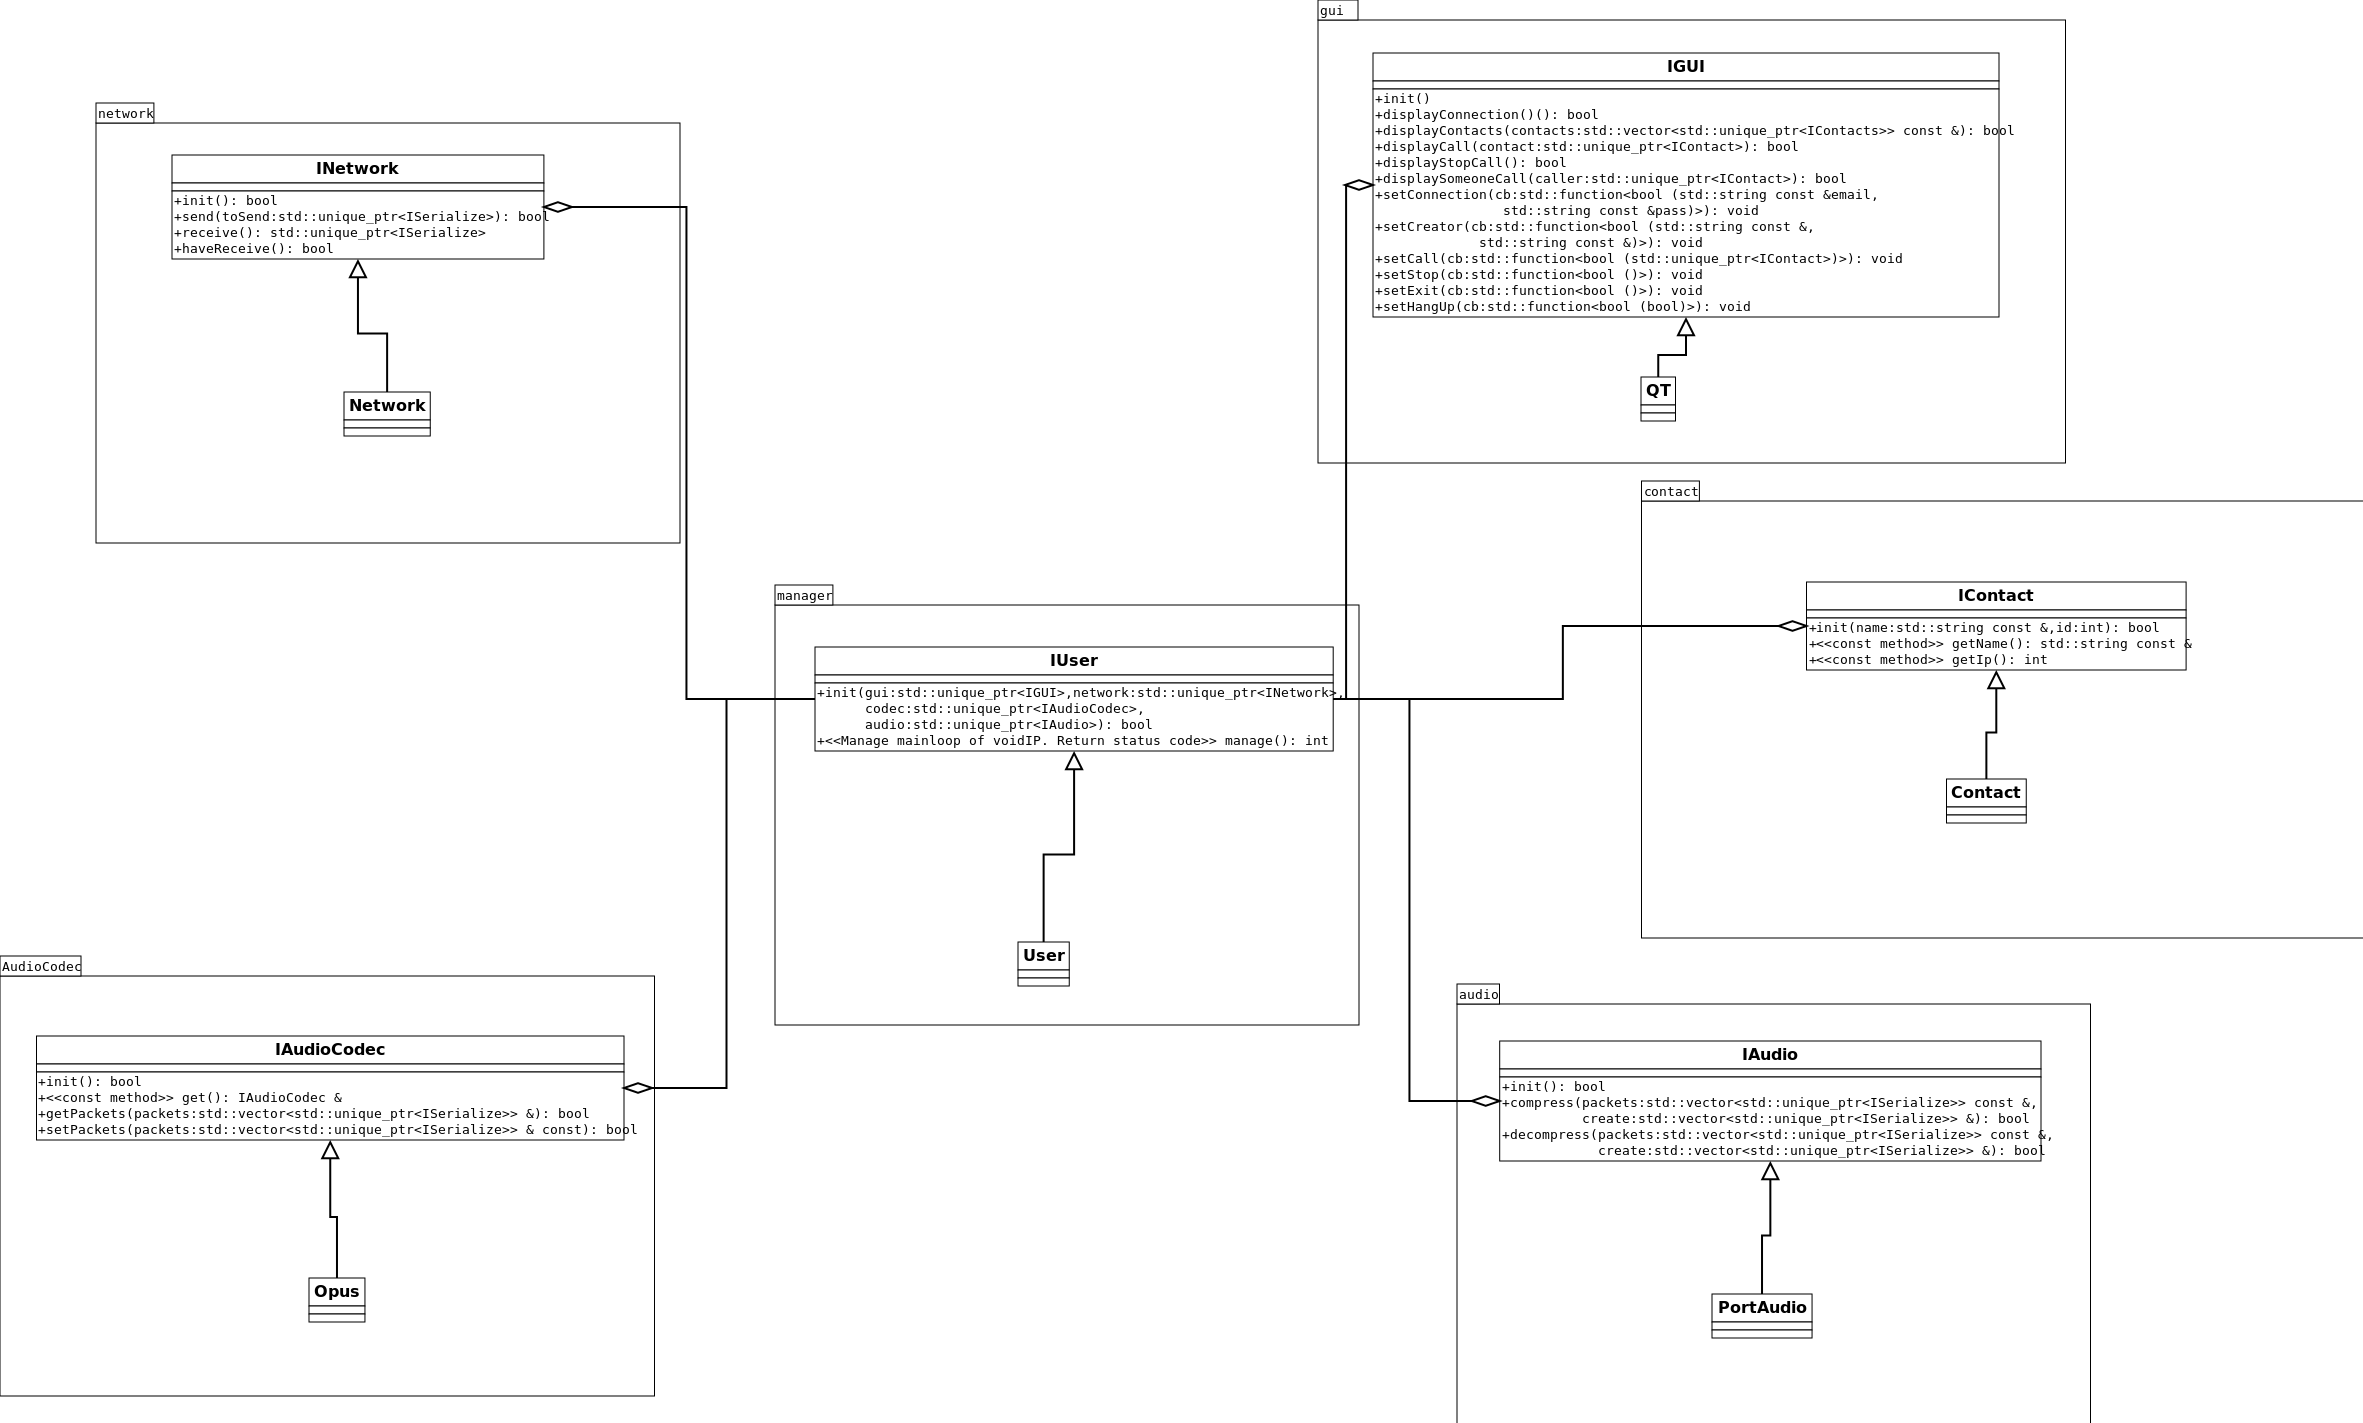 gui
IGUI
+init()
+displayConnection()(): bool
+displayContacts(contacts:std::vector<std::unique_ptr<IContacts>> const &): bool
+displayCall(contact:std::unique_ptr<IContact>): bool
+displayStopCall(): bool
+displaySomeoneCall(caller:std::unique_ptr<IContact>): bool
+setConnection(cb:std::function<bool (std::string const &email,
std::string const &pass)>): void
+setCreator(cb:std::function<bool (std::string const &,
std::string const &)>): void
+setCall(cb:std::function<bool (std::unique_ptr<IContact>)>): void
+setStop(cb:std::function<bool ()>): void
+setExit(cb:std::function<bool ()>): void
+setHangUp(cb:std::function<bool (bool)>): void
QT
network
INetwork
+init(): bool
+send(toSend:std::unique_ptr<ISerialize>): bool
+receive(): std::unique_ptr<ISerialize>
+haveReceive(): bool
Network
contact
IContact
+init(name:std::string const &,id:int): bool
+<<const method>> getName(): std::string const &
+<<const method>> getIp(): int
Contact
manager
IUser
+init(gui:std::unique_ptr<IGUI>,network:std::unique_ptr<INetwork>,
codec:std::unique_ptr<IAudioCodec>,
audio:std::unique_ptr<IAudio>): bool
+<<Manage mainloop of voidIP. Return status code>> manage(): int
User
AudioCodec
IAudioCodec
+init(): bool
+<<const method>> get(): IAudioCodec &
+getPackets(packets:std::vector<std::unique_ptr<ISerialize>> &): bool
+setPackets(packets:std::vector<std::unique_ptr<ISerialize>> & const): bool
Opus
audio
IAudio
+init(): bool
+compress(packets:std::vector<std::unique_ptr<ISerialize>> const &,
create:std::vector<std::unique_ptr<ISerialize>> &): bool
+decompress(packets:std::vector<std::unique_ptr<ISerialize>> const &,
create:std::vector<std::unique_ptr<ISerialize>> &): bool
PortAudio